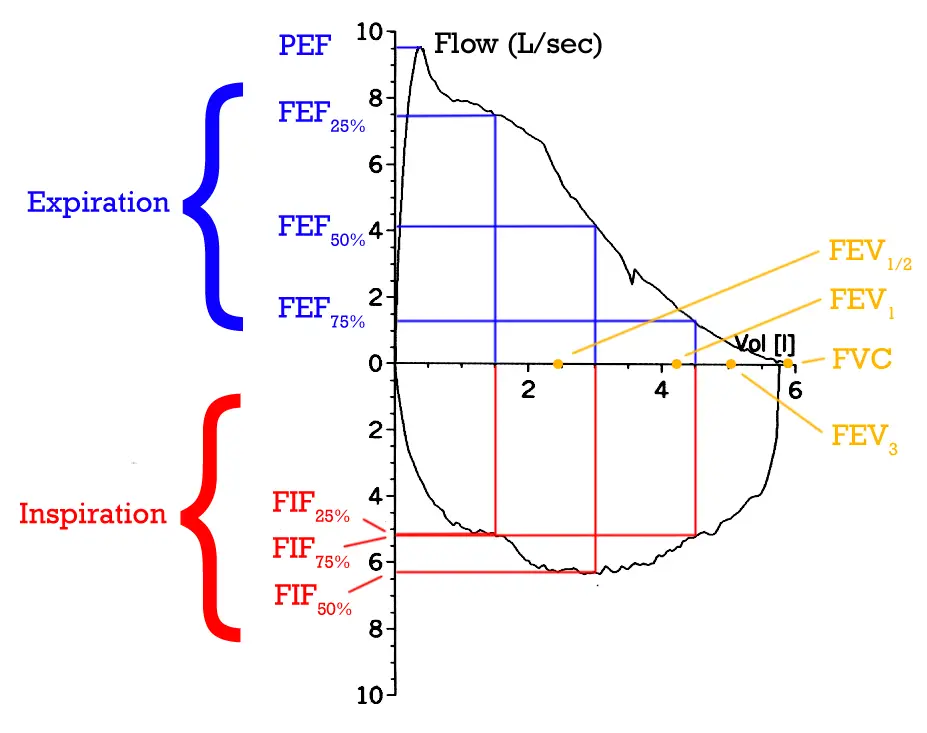 10
PEF
Flow (L/sec)
8
FEF25%
6
Expiration
FEF50%
4
FEV1/2
2
FEV1
FEF75%
Vol [l]
0
FVC
2
4
6
2
FEV3
4
FIF25%
Inspiration
FIF75%
6
FIF50%
8
10